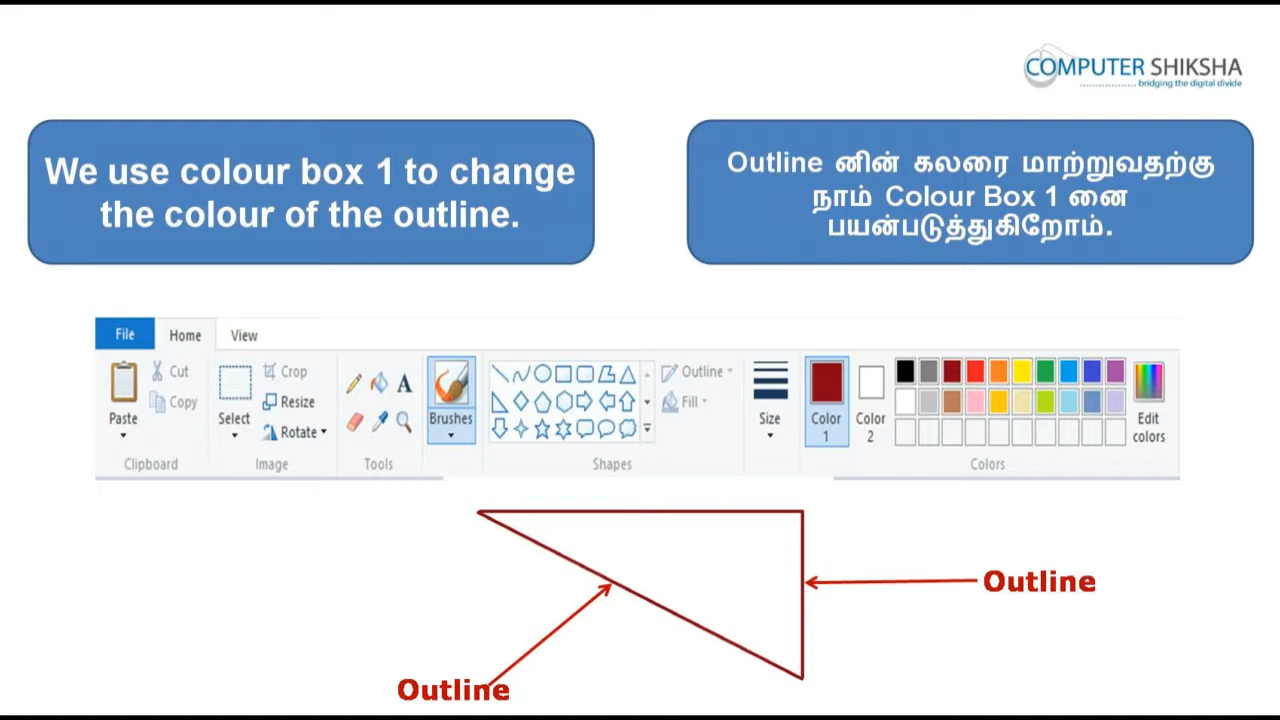 COMPUTER SHIKSHA
bridging the digital divide
We use colour box 1 to change
the colour of the outline.
Outline னின் கலரை மாற்றுவதற்கு
நாம் Colour Box 1 னை
பயன்படுத்துகிறோம்.
File Home View
Cut
Copy
Paste
Clipboard
Select
Crop
Resize
Rotate
Image
A
Tools
Brushes
Outline
Fill
Shapes
Size
Color
1
Color
2
Edit
colors
Colors
Outline
Outline